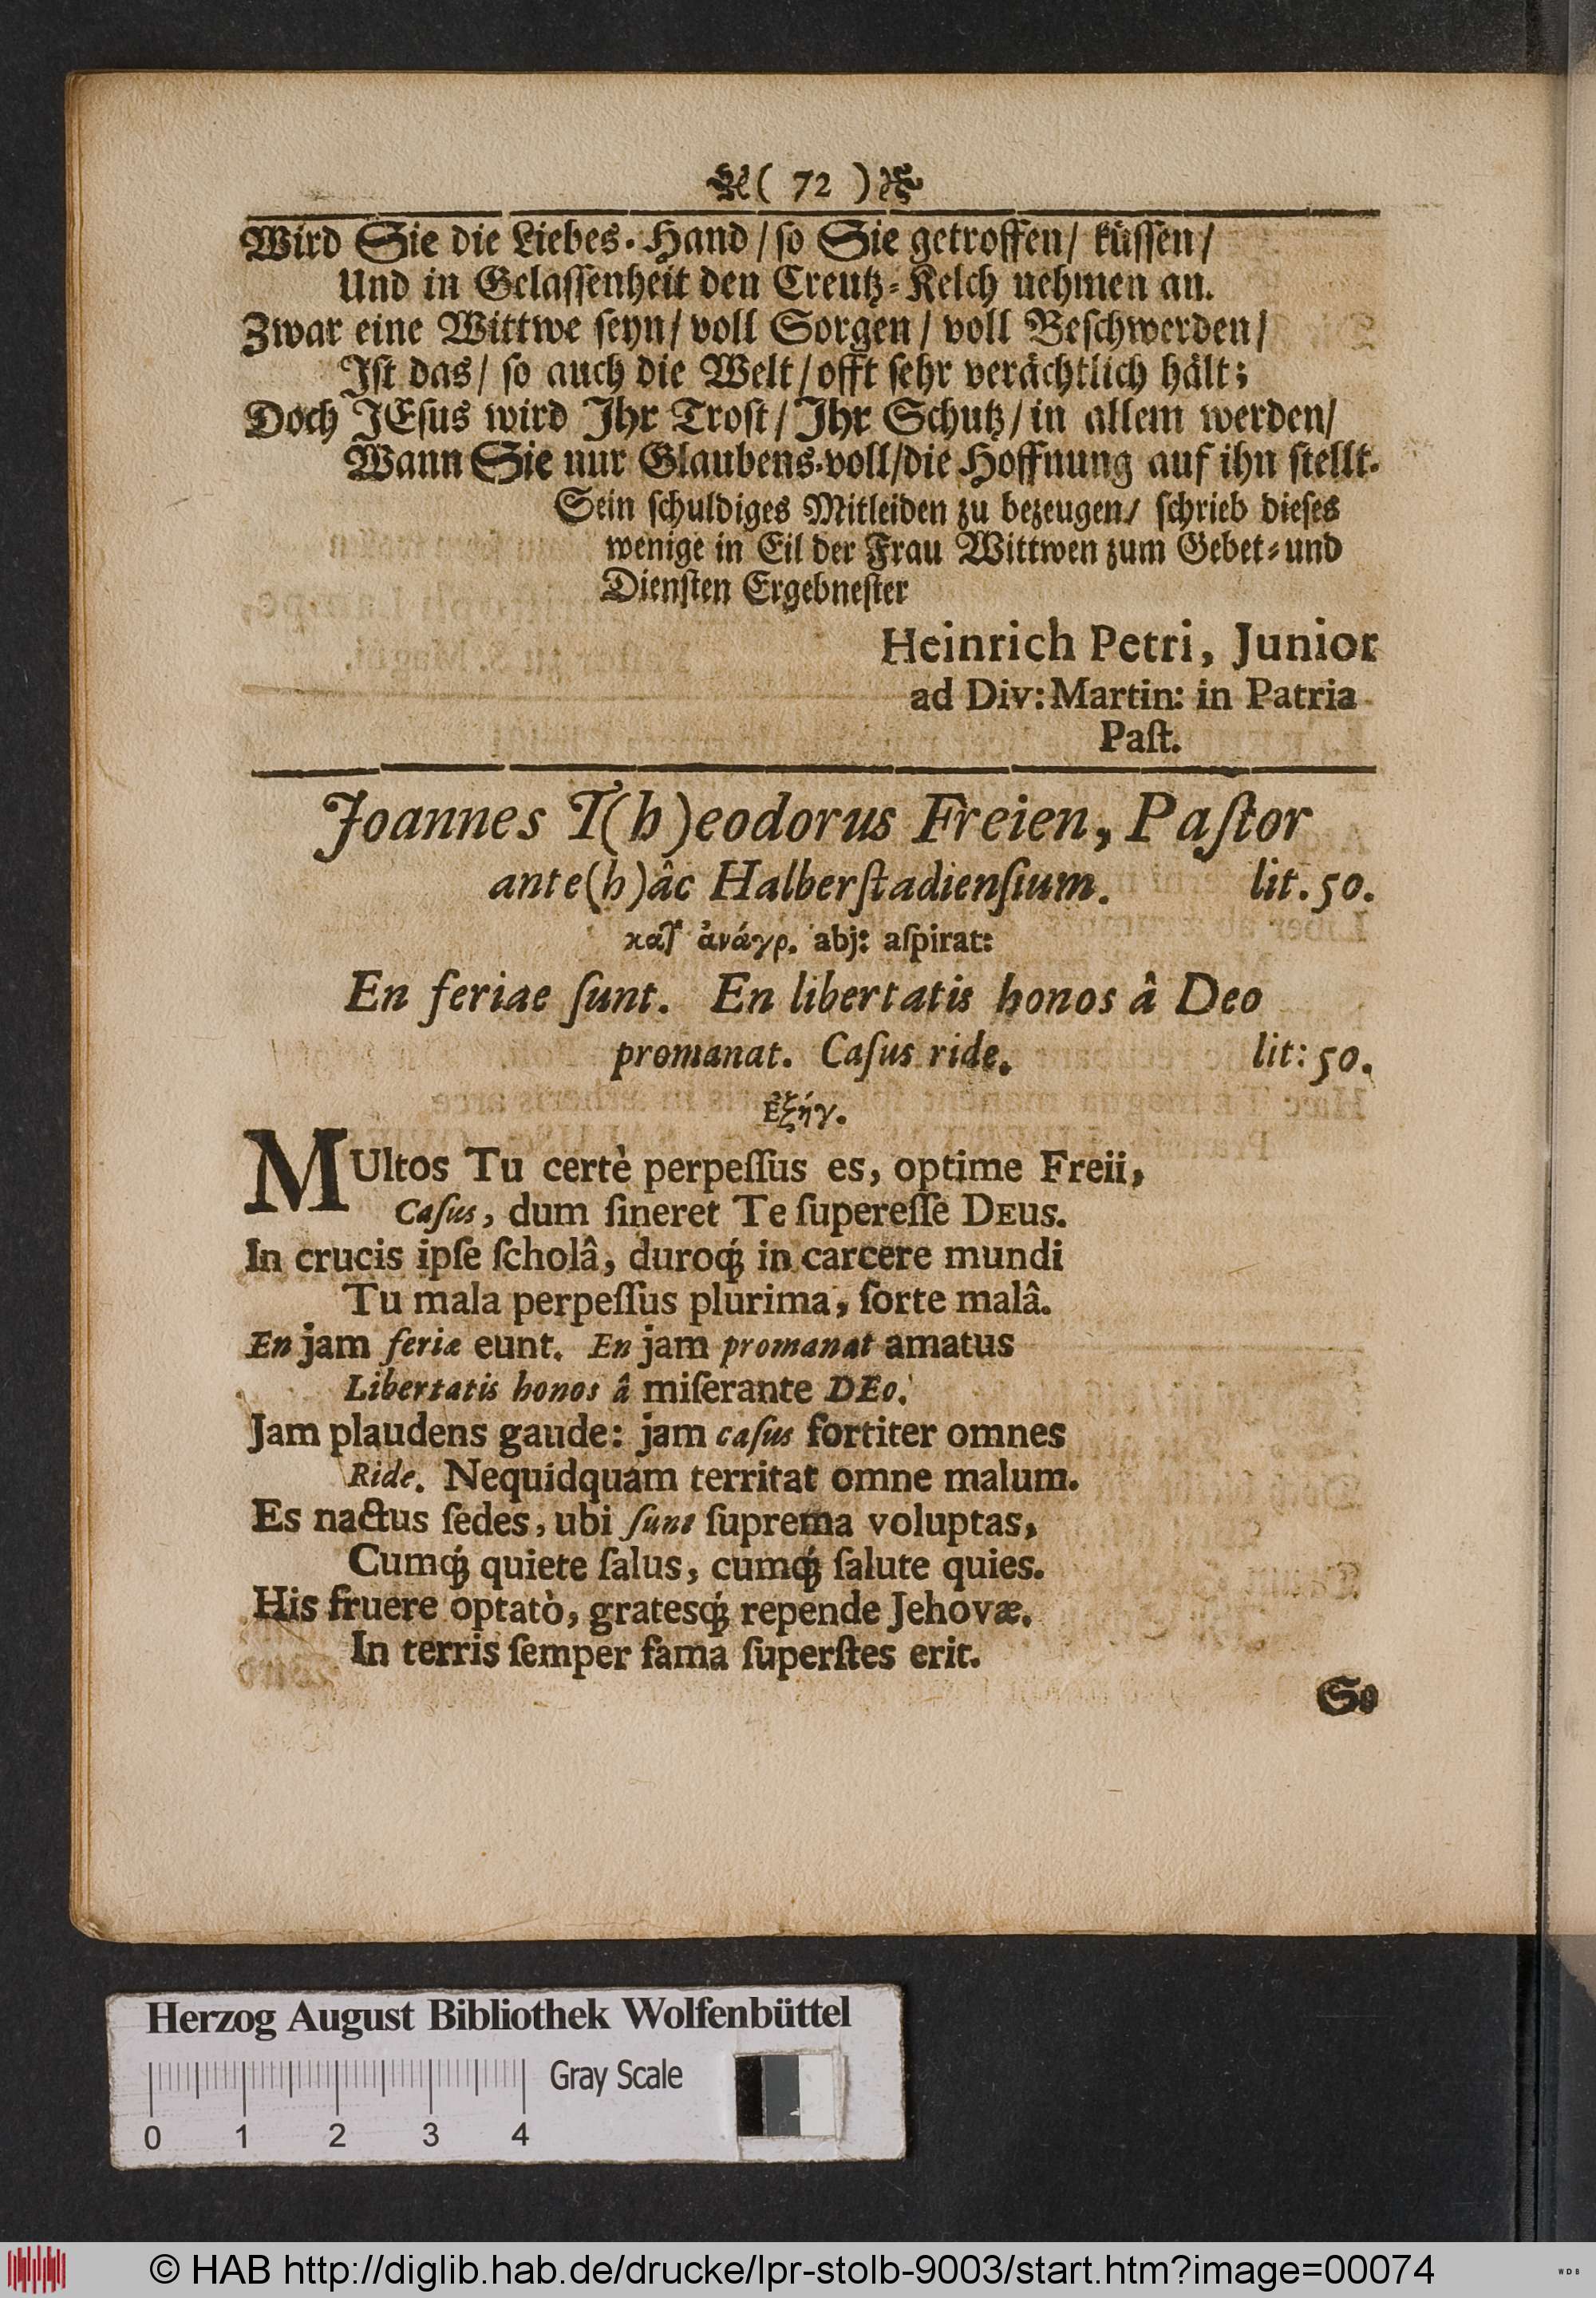 ( 72 )
Wird Sie die Liebes-Hand/ so Sie getroffen/ küssen/
Und in Gelassenheit den Creutz-Kelch nehmen an.
Zwar eine Wittwe seyn/ voll Sorgen/ voll Beschwerden/
Ist das/ so auch die Welt/ offt sehr verächtlich hält;
Doch JEsus wird Ihr Trost/ Ihr Schutz/ in allem werden/
Wann Sie nur Glaubens-voll/ die Hoffnung auf ihn stellt.
Sein schuldiges Mitleiden zu bezeugen/ schrieb dieses
wenige in Eil der Frau Wittwen zum Gebet- und
Diensten Ergebnester
Heinrich Petri, Junior
ad Div: Martin: in Patria
Past.
Joannes T(h)eodorus Freien, Pastor
ante(h)âc Halberstadiensium. lit. 50.
κατ' ἀνάγρ. abj: aspirat:
En feriae sunt. En libertatis honos â Deo
promanat. Casus ride. lit: 50.
Ἐξήγ.
MUltos Tu certè perpessus es, optime Freii,
Casus, dum sineret Te superesse DEus.
In crucis ipse scholâ, duroq́; in carcere mundi
Tu mala perpessus plurima, sorte malâ.
En jam feriæ eunt. En jam promanat amatus
Libertatis honos â miserante DEo.
Jam plaudens gaude: jam casus fortiter omnes
Ride. Nequidquam territat omne malum.
Es nactus sedes, ubi sunt suprema voluptas,
Cumq́; quiete salus, cumq́; salute quies.
His fruere optatò, gratesq́; repende Jehovæ.
In terris semper fama superstes erit.
So
Herzog August Bibliothek Wolfenbüttel
Gray Scale
0 1 2 3 4
© HAB http://diglib.hab.de/drucke/lpr-stolb-9003/start.htm?image=00074
WDB